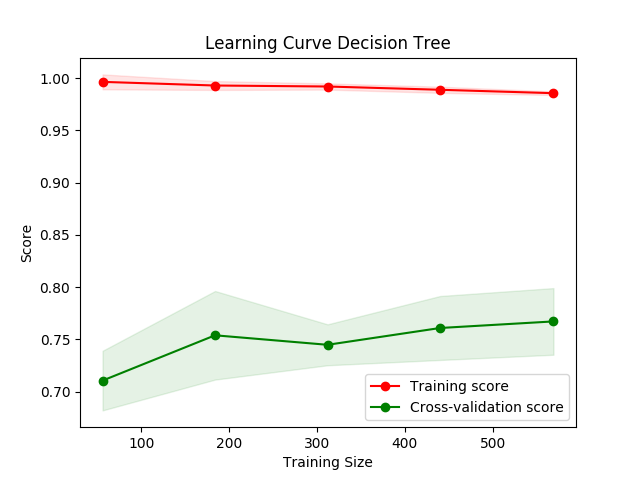 Learning Curve Decision Tree
Score
1.00
0.95
0.90
0.85
0.80
0.75
0.70
100
200
300
400
500
Training Size
Training score
Cross-validation score